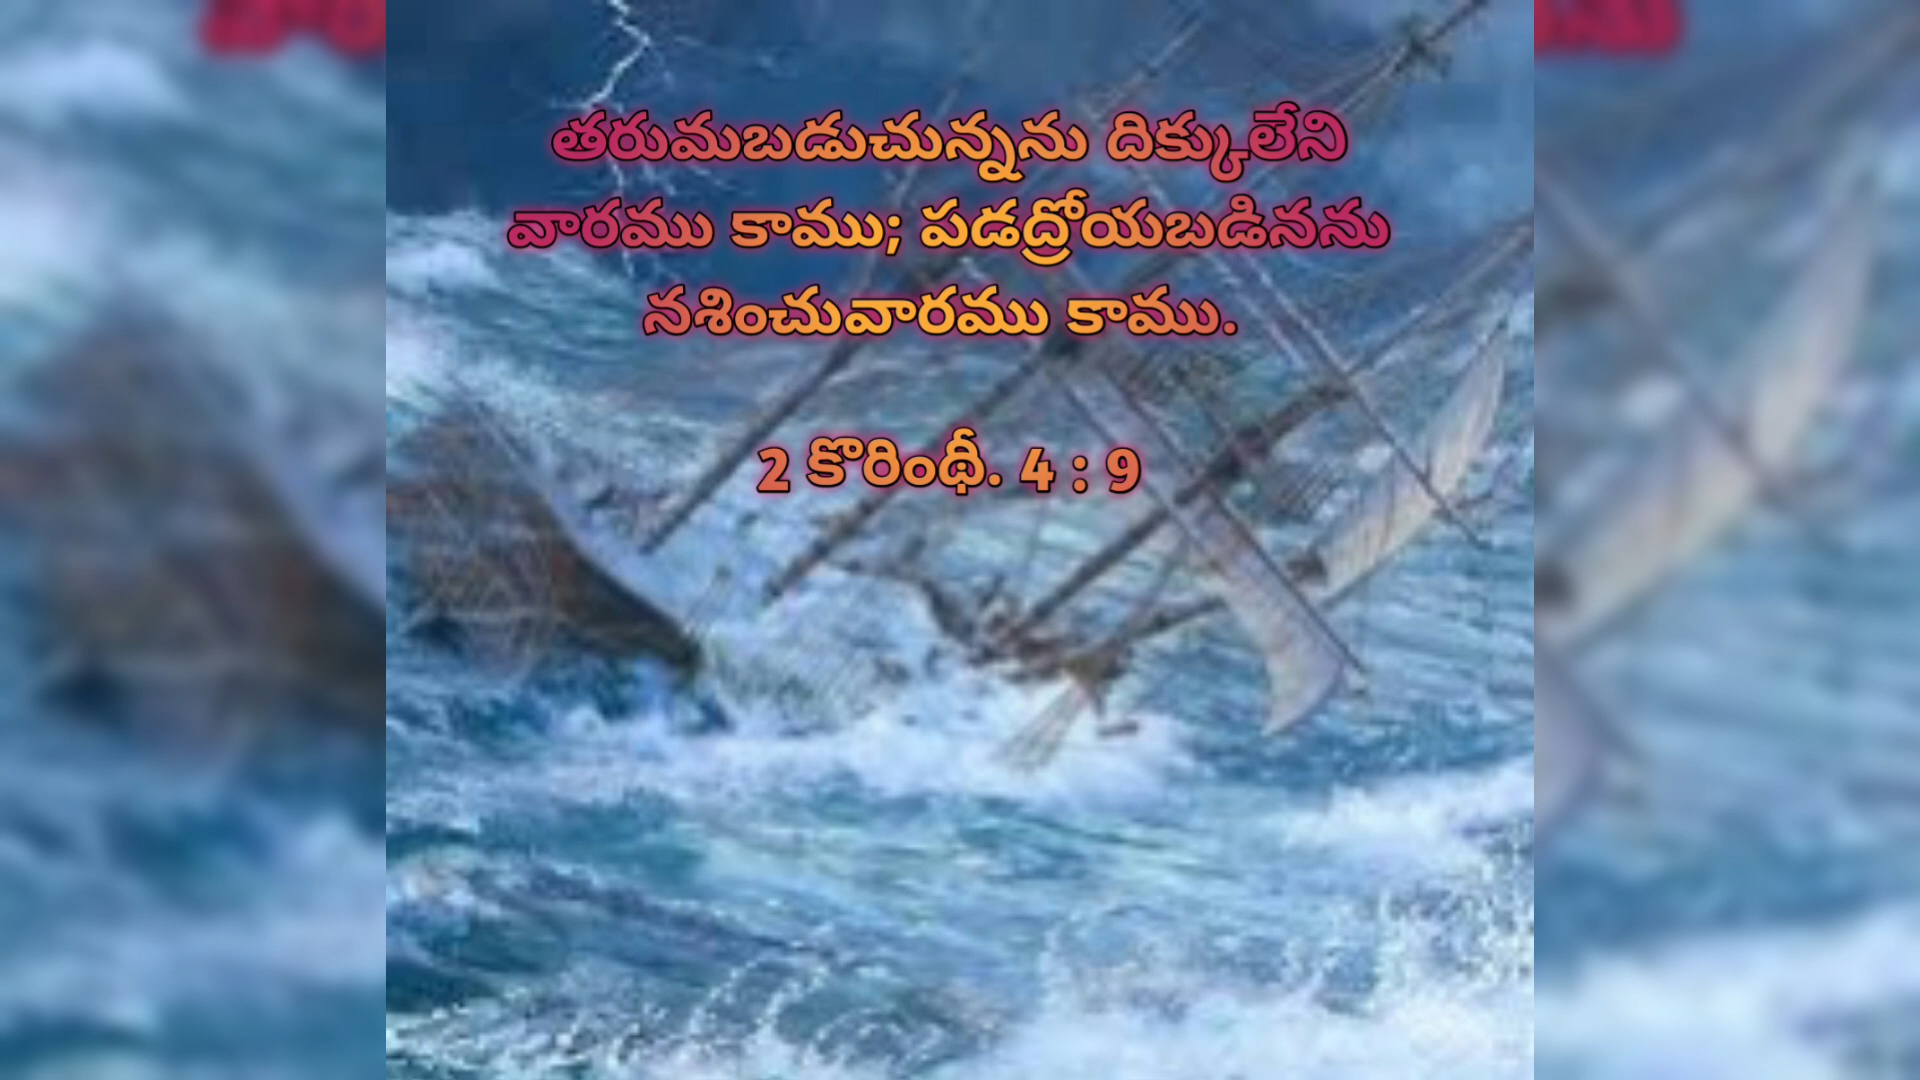 తరుమబడుచున్నను దిక్కులేని
వారము కాము; పడద్రోయబడినను
నశించువారము కాము.
2 కొరింథీ. 4 : 9